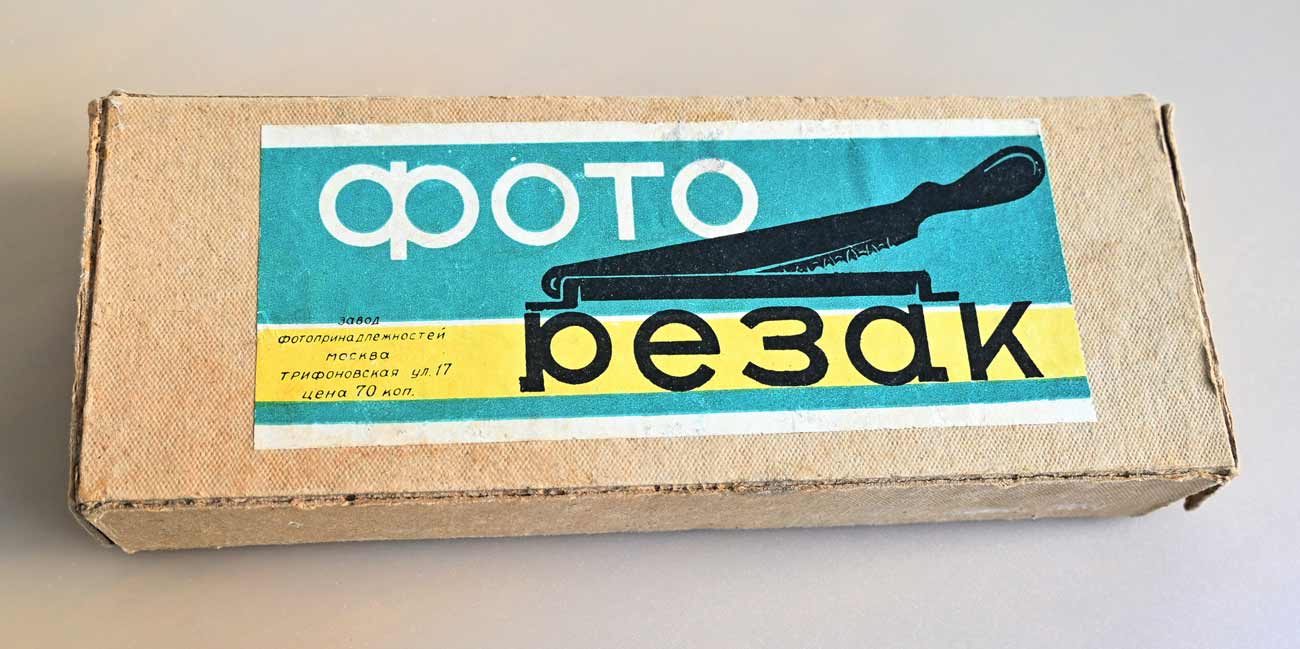 фото
резак
завод
фотопринадлежностей
москва
трифоновская ул. 17
цена 70 коп.